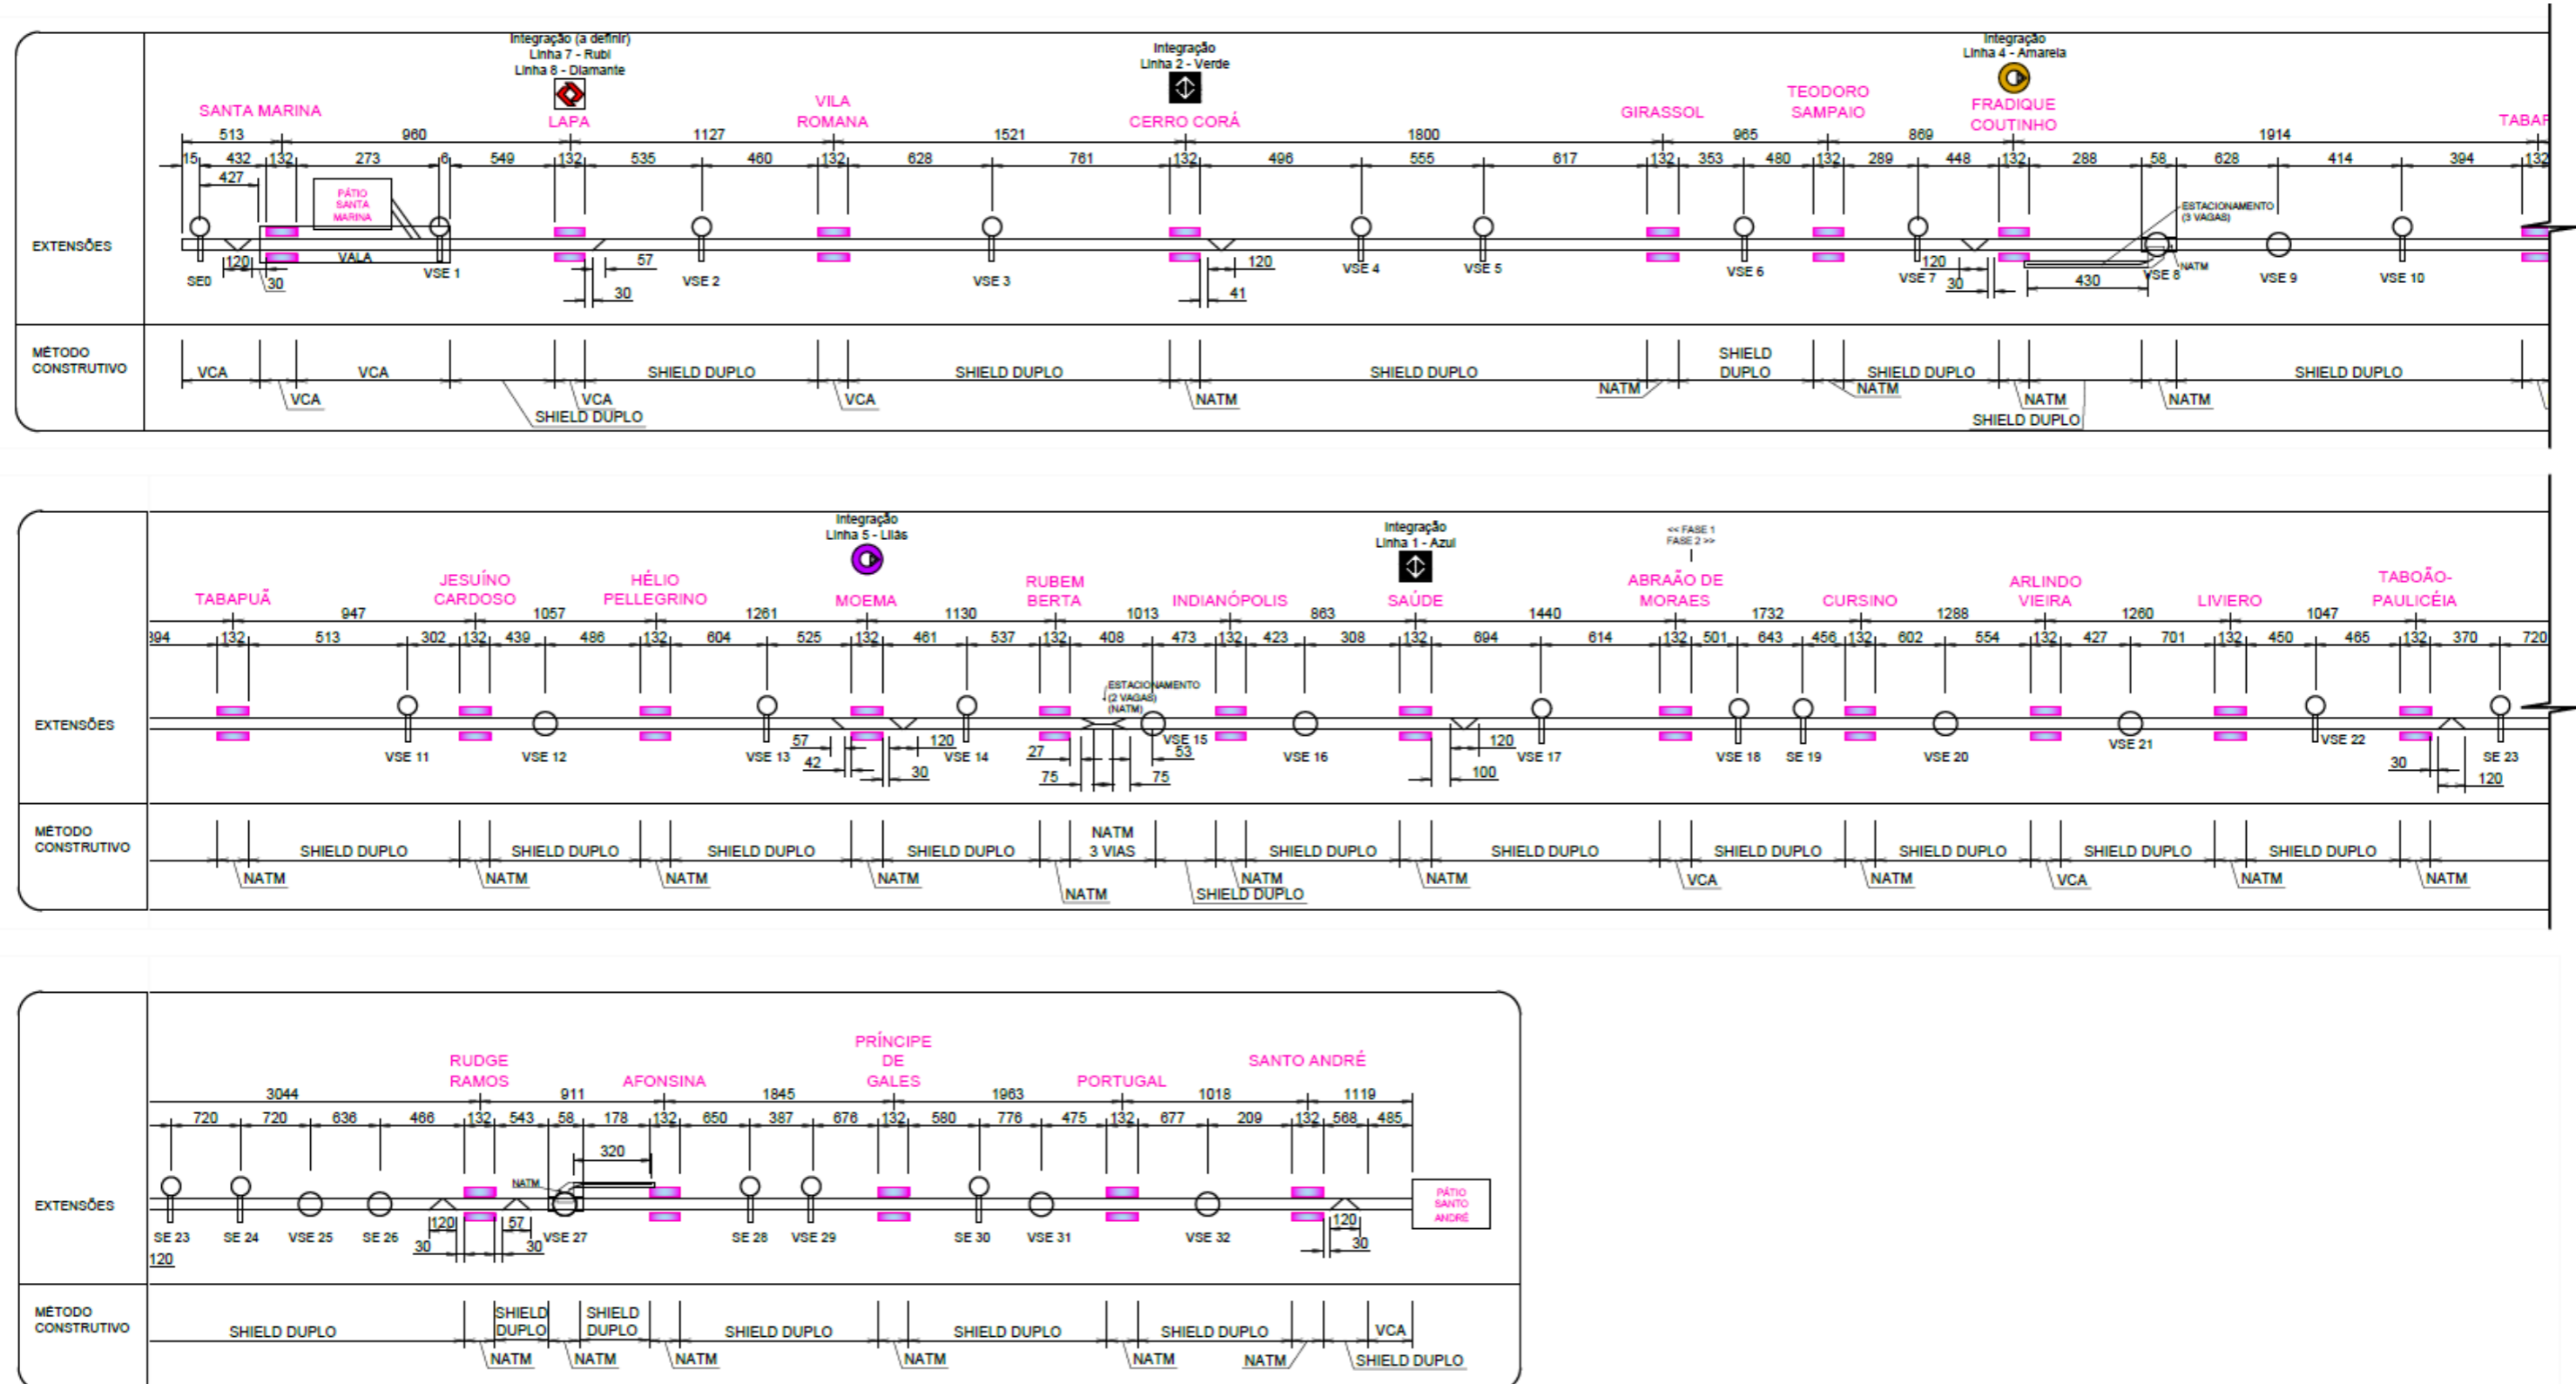 Integração (a definir)
Linha 7 - Rubi
Linha 8 - Diamante
Integração
Linha 2 - Verde
Integração
Linha 4 - Amarela
SANTA MARINA
LAPA
VILA
ROMANA
CERRO CORÁ
GIRASSOL
TEODORO
SAMPAIO
FRADIQUE
COUTINHO
513 960 1127 1521 1800 965 869 1914
15 432 132 273 6 549 132 535 460 132 628 761 132 496 555 617 132 353 480 132 289 448 132 288 58 628 414 394 132
427
PÁTIO
SANTA
MARINA
ESTACIONAMENTO
(3 VAGAS)
EXTENSÕES
VALA
NATM
120 30 57 30 120 41 120 30 430
SE0 VSE 1 VSE 2 VSE 3 VSE 4 VSE 5 VSE 6 VSE 7 VSE 8 VSE 9 VSE 10
MÉTODO
CONSTRUTIVO
VCA VCA SHIELD DUPLO SHIELD DUPLO SHIELD DUPLO SHIELD
DUPLO SHIELD DUPLO SHIELD DUPLO
VCA VCA VCA NATM NATM NATM NATM NATM
SHIELD DUPLO SHIELD DUPLO
Integração
Linha 5 - Lilás
Integração
Linha 1 - Azul
<< FASE 1
FASE 2 >>
TABAPUÃ
JESUÍNO
CARDOSO
HÉLIO
PELLEGRINO
MOEMA
RUBEM
BERTA
INDIANÓPOLIS
SAÚDE
ABRAÃO DE
MORAES
CURSINO
ARLINDO
VIEIRA
LIVIERO
TABOÃO-
PAULICÉIA
947 1057 1261 1130 1013 863 1440 1732 1288 1260 1047
394 132 513 302 132 439 486 132 604 525 132 461 537 132 408 473 132 423 308 132 694 614 132 501 643 456 132 602 554 132 427 701 132 450 465 132 370 720
ESTACIONAMENTO
(2 VAGAS)
(NATM)
EXTENSÕES
57 42 120 30 27 75 75 53 120 100 30 120
VSE 11 VSE 12 VSE 13 VSE 14 VSE 15 VSE 16 VSE 17 VSE 18 SE 19 VSE 20 VSE 21 VSE 22 SE 23
MÉTODO
CONSTRUTIVO
SHIELD DUPLO SHIELD DUPLO SHIELD DUPLO SHIELD DUPLO NATM
3 VIAS SHIELD DUPLO SHIELD DUPLO SHIELD DUPLO SHIELD DUPLO SHIELD DUPLO SHIELD DUPLO
NATM NATM NATM NATM NATM NATM NATM VCA NATM VCA NATM NATM
SHIELD DUPLO
RUDGE
RAMOS
AFONSINA
PRÍNCIPE
DE
GALES
PORTUGAL
SANTO ANDRÉ
3044 911 1845 1963 1018 1119
720 720 636 466 132 543 58 178 132 650 387 676 132 580 776 475 132 677 209 132 568 485
320
NATM
EXTENSÕES
PÁTIO
SANTO
ANDRÉ
120 57 120
30 30 30
SE 23 SE 24 VSE 25 SE 26 VSE 27 SE 28 VSE 29 SE 30 VSE 31 VSE 32
120
MÉTODO
CONSTRUTIVO
SHIELD DUPLO SHIELD
DUPLO SHIELD
DUPLO SHIELD DUPLO SHIELD DUPLO SHIELD DUPLO VCA
NATM NATM NATM NATM NATM NATM SHIELD DUPLO